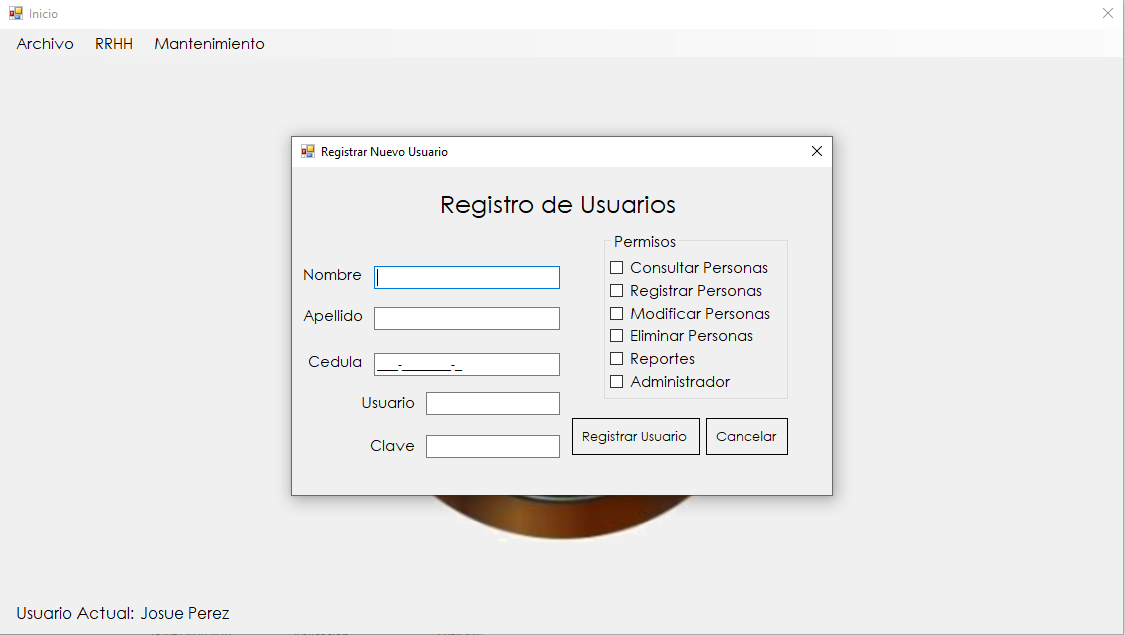 Inicio
Archivo RRHH Mantenimiento
Registrar Nuevo Usuario
Registro de Usuarios
Nombre
Apellido
Cedula ___-_______-_
Usuario
Clave
Permisos
Consultar Personas
Registrar Personas
Modificar Personas
Eliminar Personas
Reportes
Administrador
Registrar Usuario Cancelar
Usuario Actual: Josue Perez